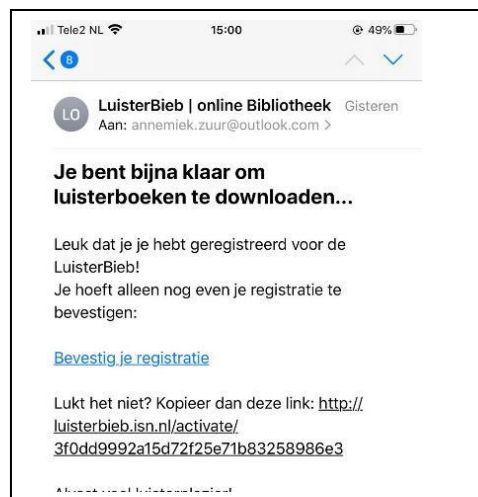 Tele2 NL 15:00 49%
8
LO
LuisterBieb | online Bibliotheek Gisteren
Aan: annemiek.zuur@outlook.com >
Je bent bijna klaar om
luisterboeken te downloaden...
Leuk dat je je hebt geregistreerd voor de
LuisterBieb!
Je hoeft alleen nog even je registratie te
bevestigen:
Bevestig je registratie
Lukt het niet? Kopieer dan deze link: http://
luisterbieb.isn.nl/activate/
3f0dd9992a15d72f25e71b83258986e3